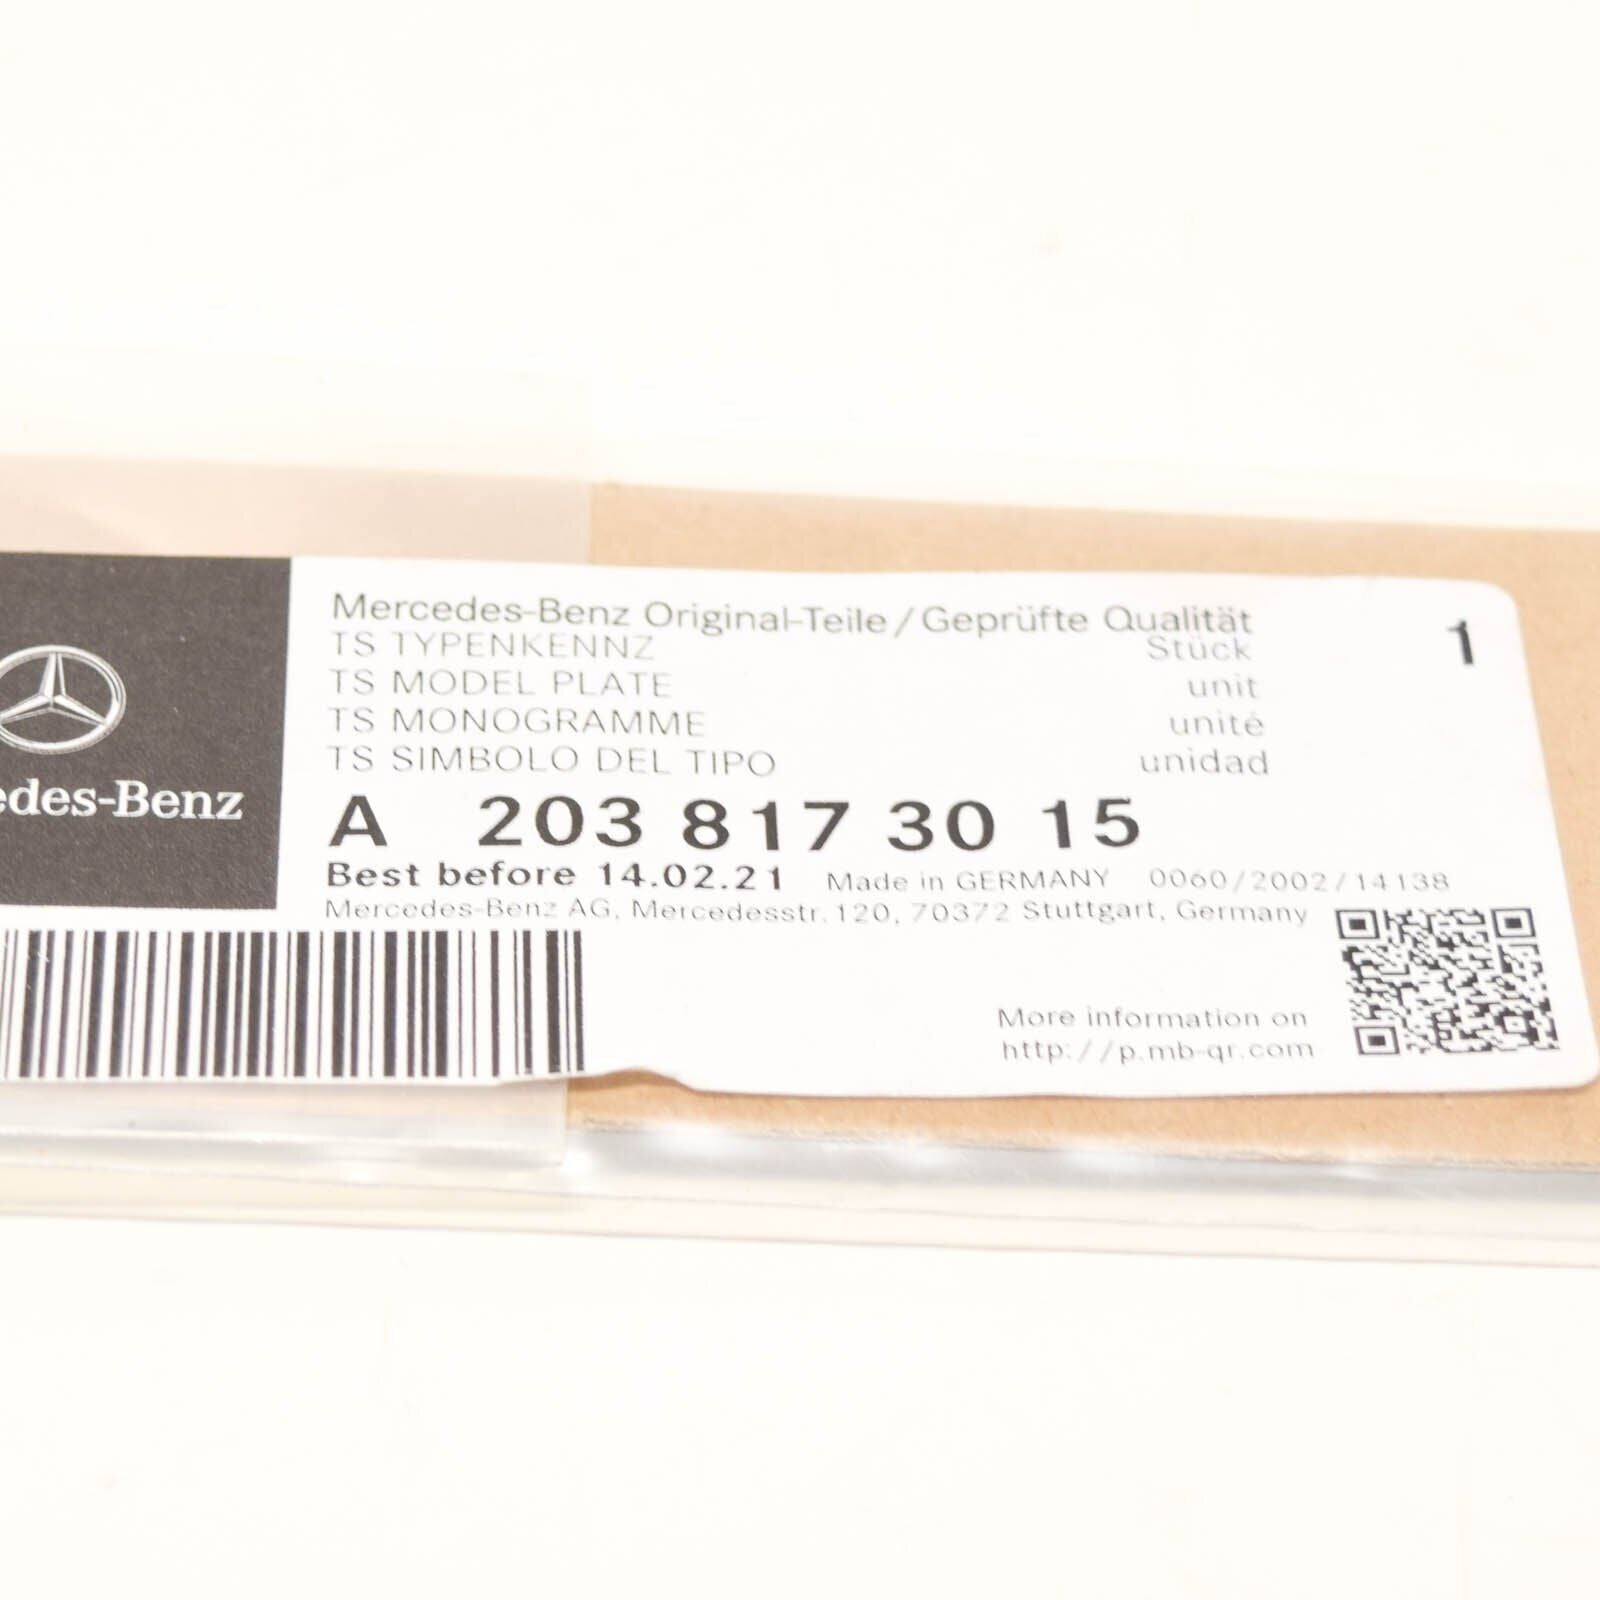 Mercedes-Benz Original-Teile/Geprüfte Qualität
TS TYPENKENNZ Stück 1
TS MODEL PLATE unit
TS MONOGRAMME unité
TS SIMBOLO DEL TIPO unidad
edes-Benz
A 203 817 30 15
Best before 14.02.21 Made in GERMANY 0060/2002/14138
Mercedes-Benz AG, Mercedesstr. 120, 70372 Stuttgart, Germany
More information on
http://p.mb-qr.com